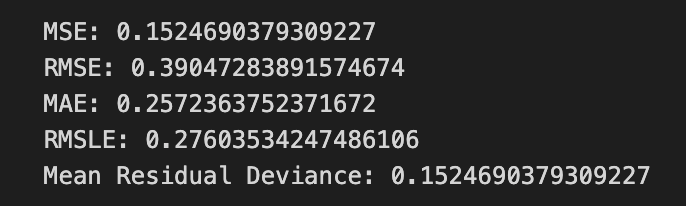 MSE: 0.1524690379309227
RMSE: 0.39047283891574674
MAE: 0.2572363752371672
RMSLE: 0.27603534247486106
Mean Residual Deviance: 0.1524690379309227